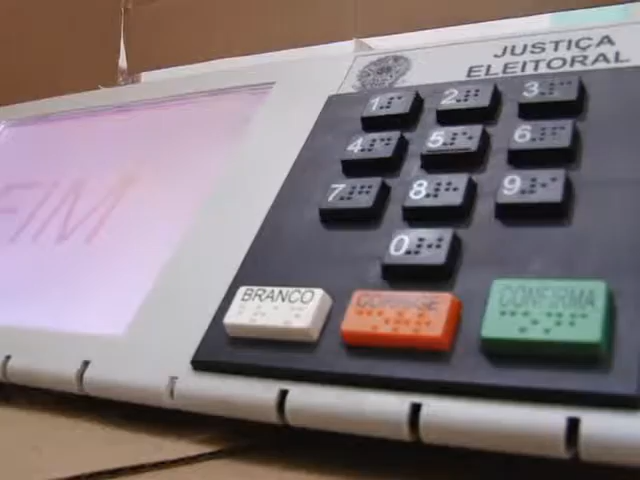 JUSTIÇA
ELEITORAL
FIM
1 2 3
4 5 6
7 8 9
0
BRANCO CORRIGE CONFIRMA